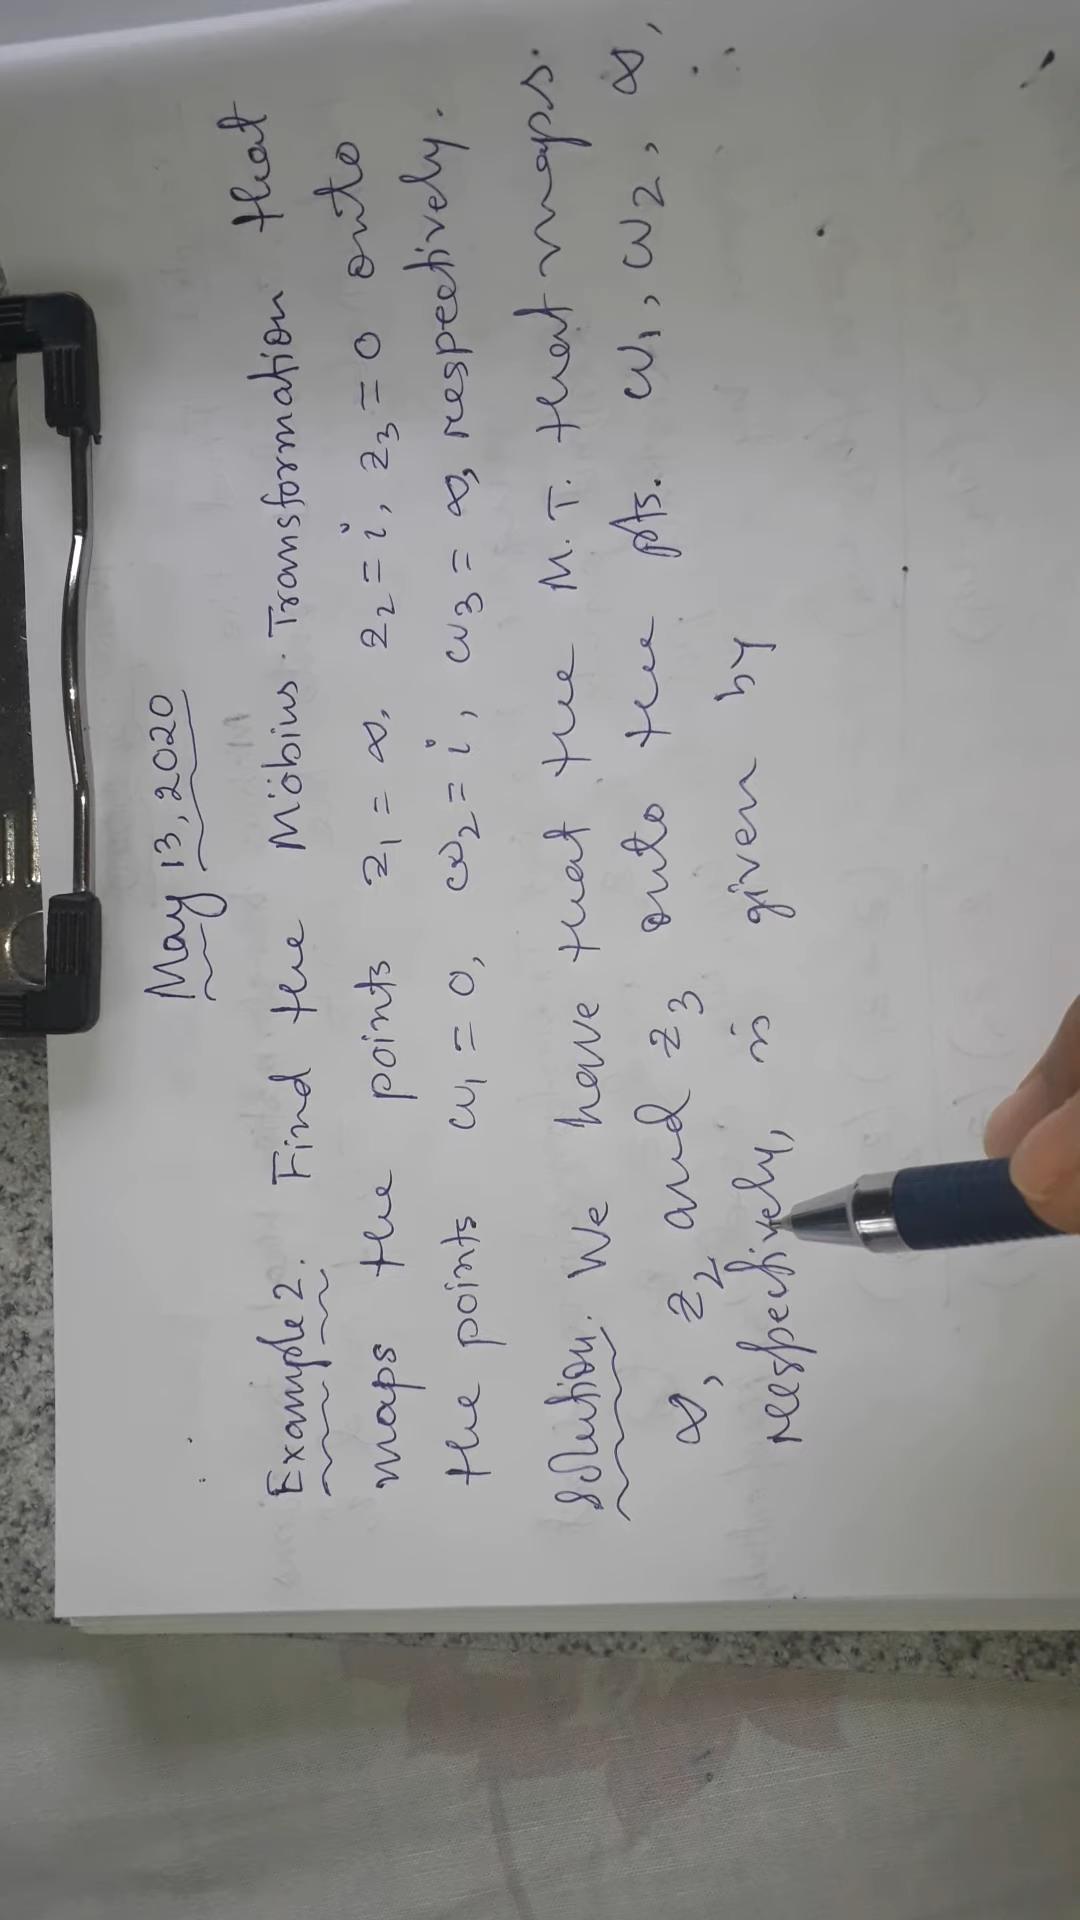 May 13, 2020
Example 2. Find the Möbius Transformation that
maps the points z₁ = ∞, z₂ = i, z₃ = 0 onto
the points w₁ = 0, w₂ = i, w₃ = ∞, respectively.
Solution. We have that the M.T. that maps
∞, z₂ and z₃ onto the pts. w₁, w₂, ∞,
respectively, is given by